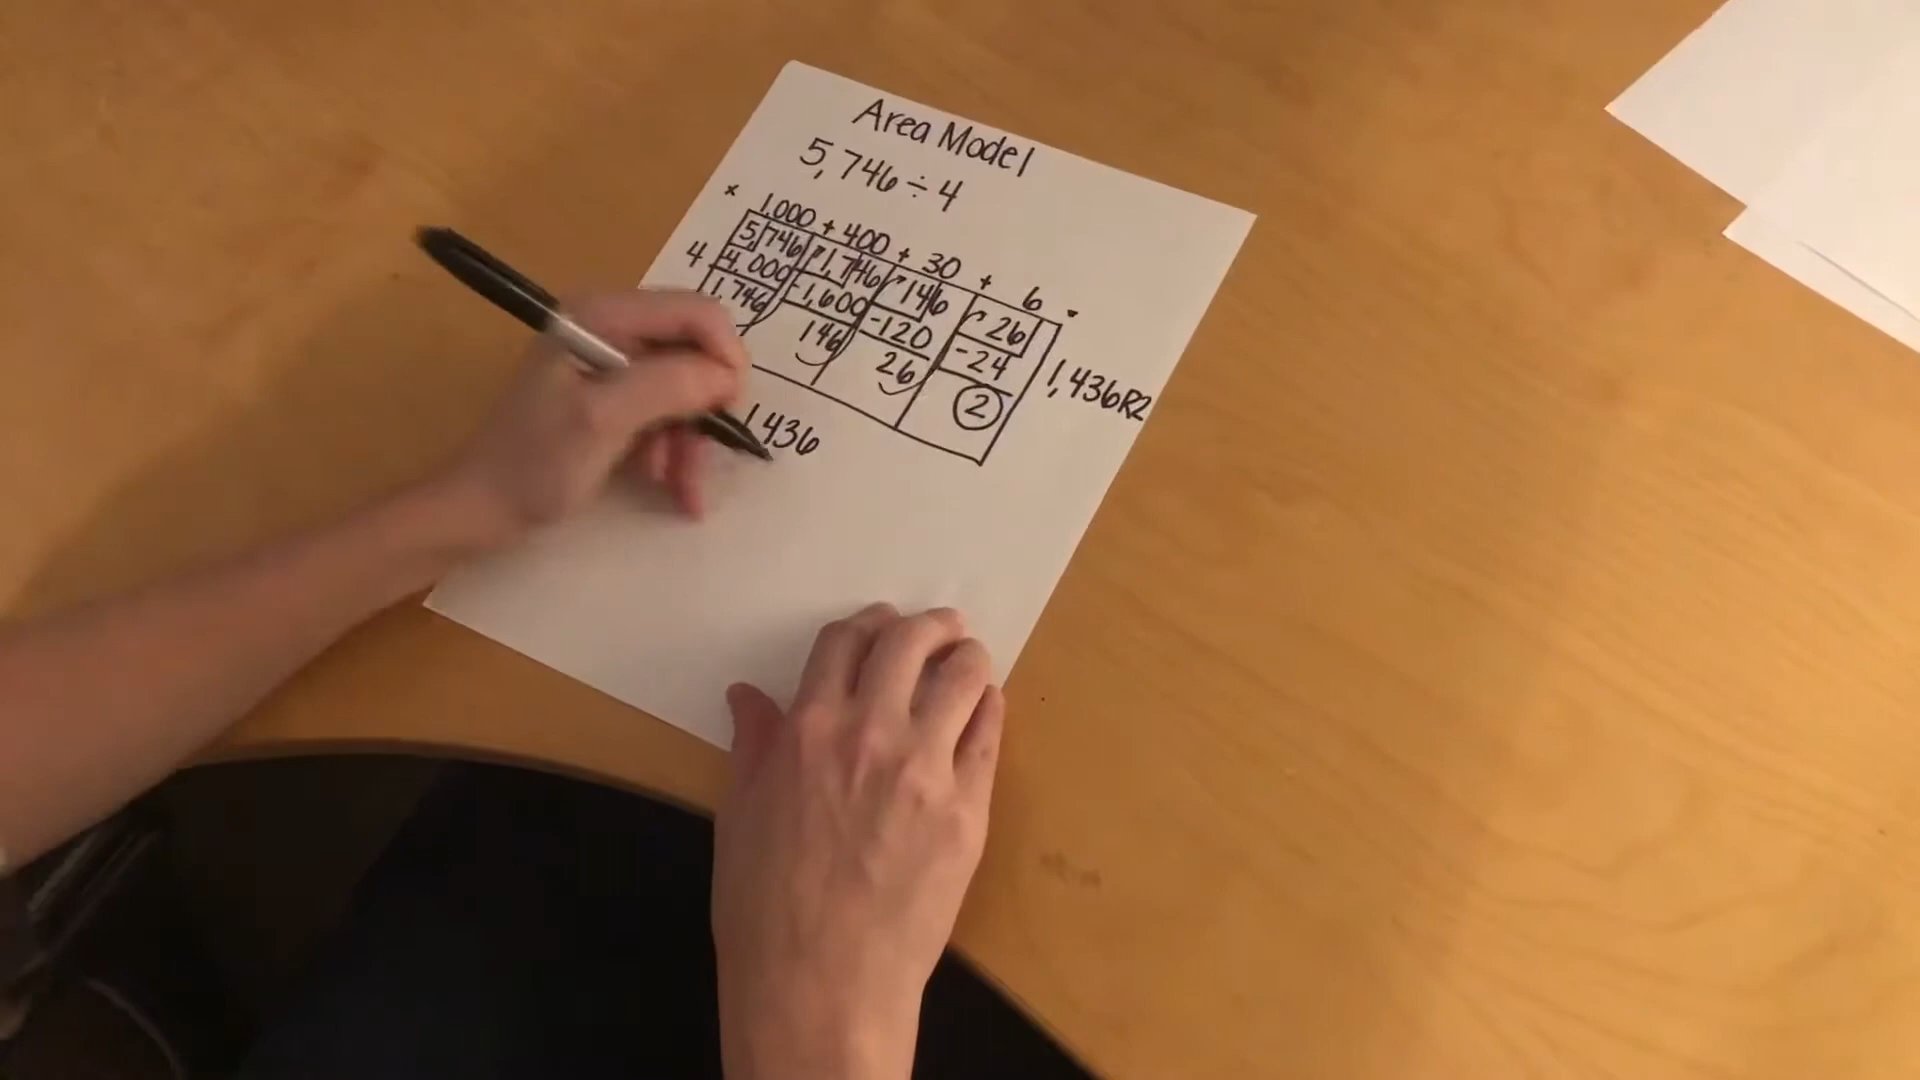 Area Model
5,746 ÷ 4
× 1,000 + 400 + 30 + 6
4 5,746 1,746 146 26
4,000 -1,600 -120 -24
1,746 146 26 2
1,436R2
1,436